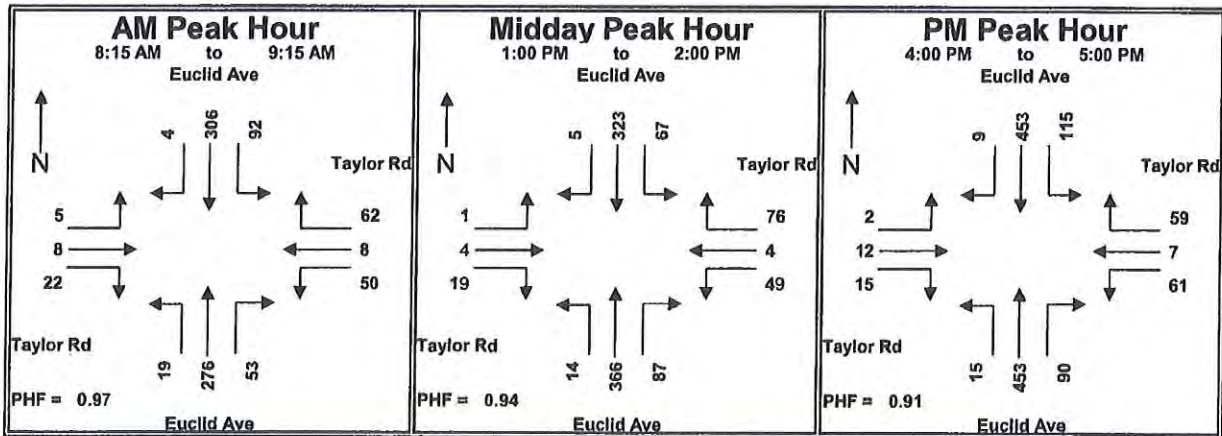 AM Peak Hour
8:15 AM to 9:15 AM
Euclid Ave
4 306 92
N
Taylor Rd
5 62
8 8
22 50
Taylor Rd
19 276 53
PHF = 0.97
Euclid Ave
Midday Peak Hour
1:00 PM to 2:00 PM
Euclid Ave
5 323 67
N
Taylor Rd
1 76
4 4
19 49
Taylor Rd
14 366 87
PHF = 0.94
Euclid Ave
PM Peak Hour
4:00 PM to 5:00 PM
Euclid Ave
9 453 115
N
Taylor Rd
2 59
12 7
15 61
Taylor Rd
15 453 90
PHF = 0.91
Euclid Ave